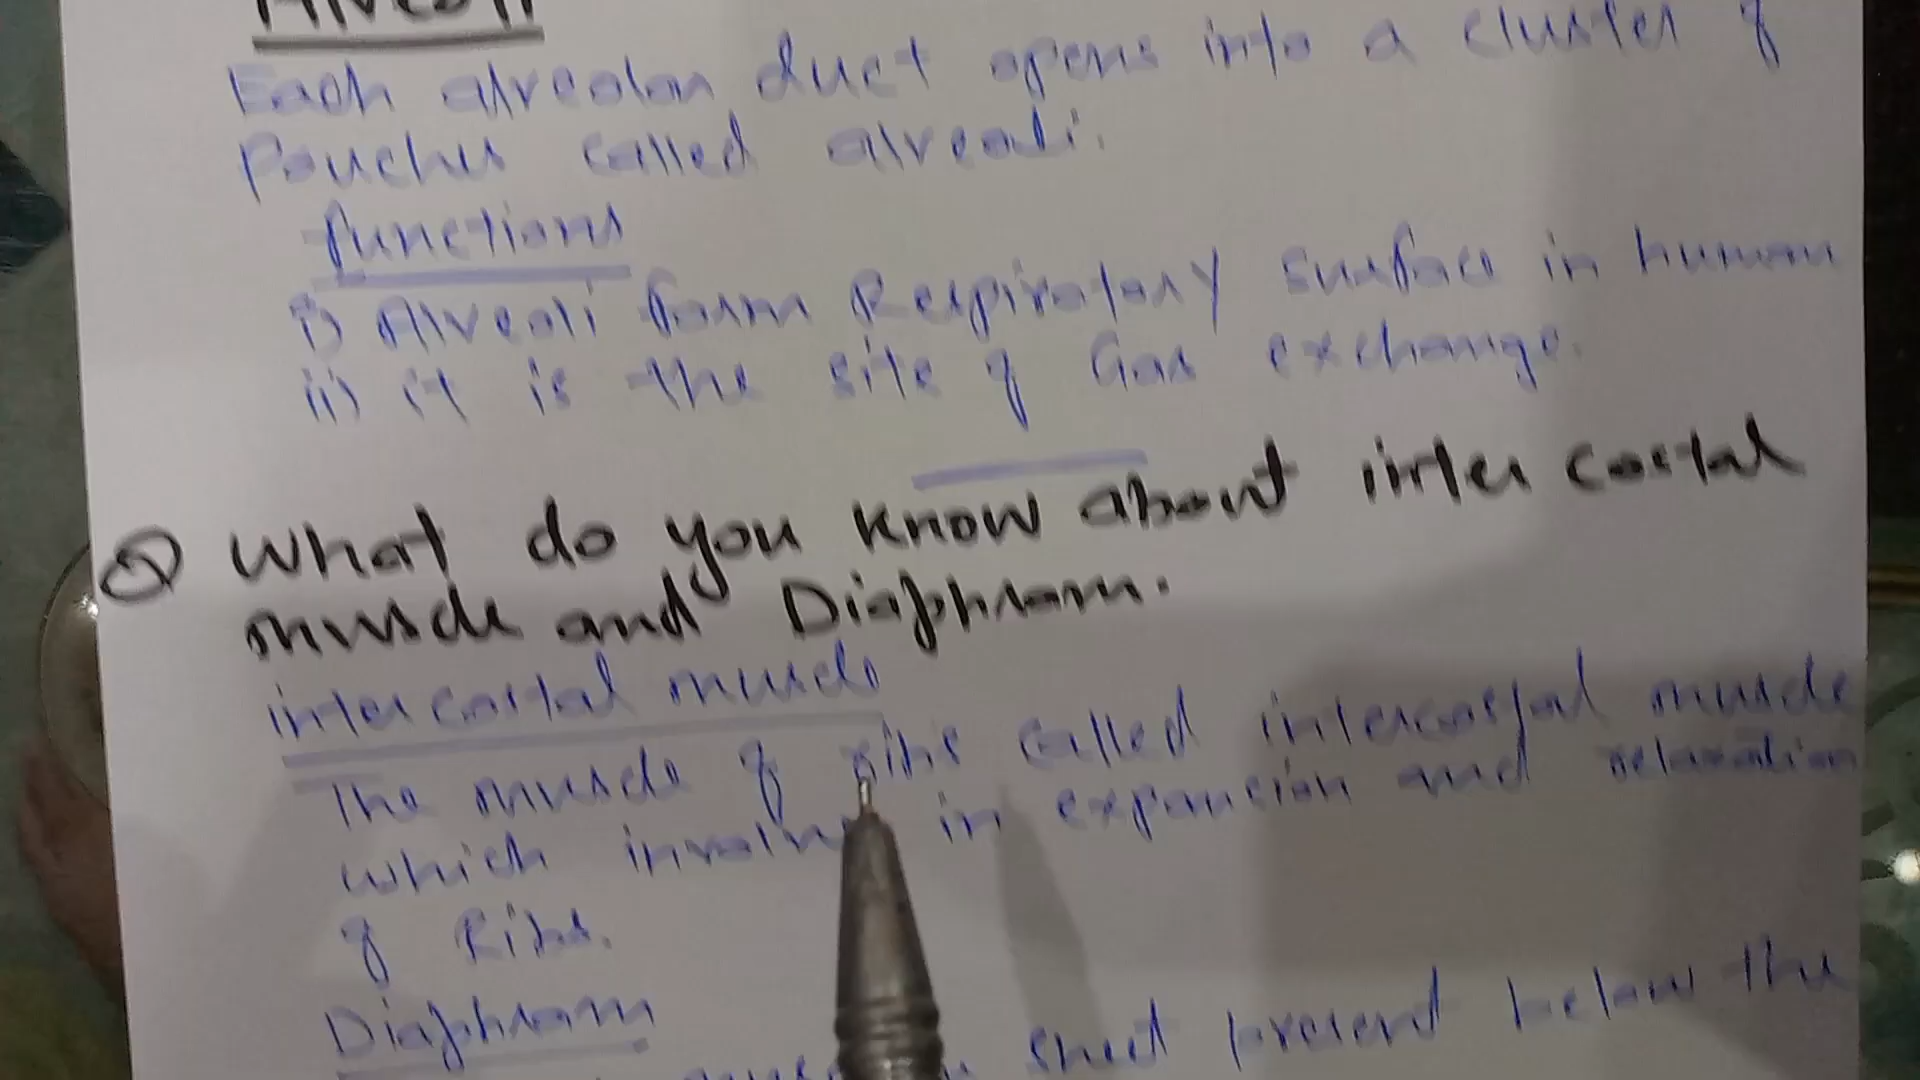 Alveoli
Each alveolar duct opens into a cluster of
Pouches called alveoli.
functions
i) Alveoli form Respiratory surface in human
ii) it is the site of Gas exchange.
Q What do you know about inter costal
muscle and Diaphram.
inter costal muscle
The muscle of ribs called intercostal muscle
which involve in expansion and relaxation
of Ribs.
Diaphram
sheet present below the